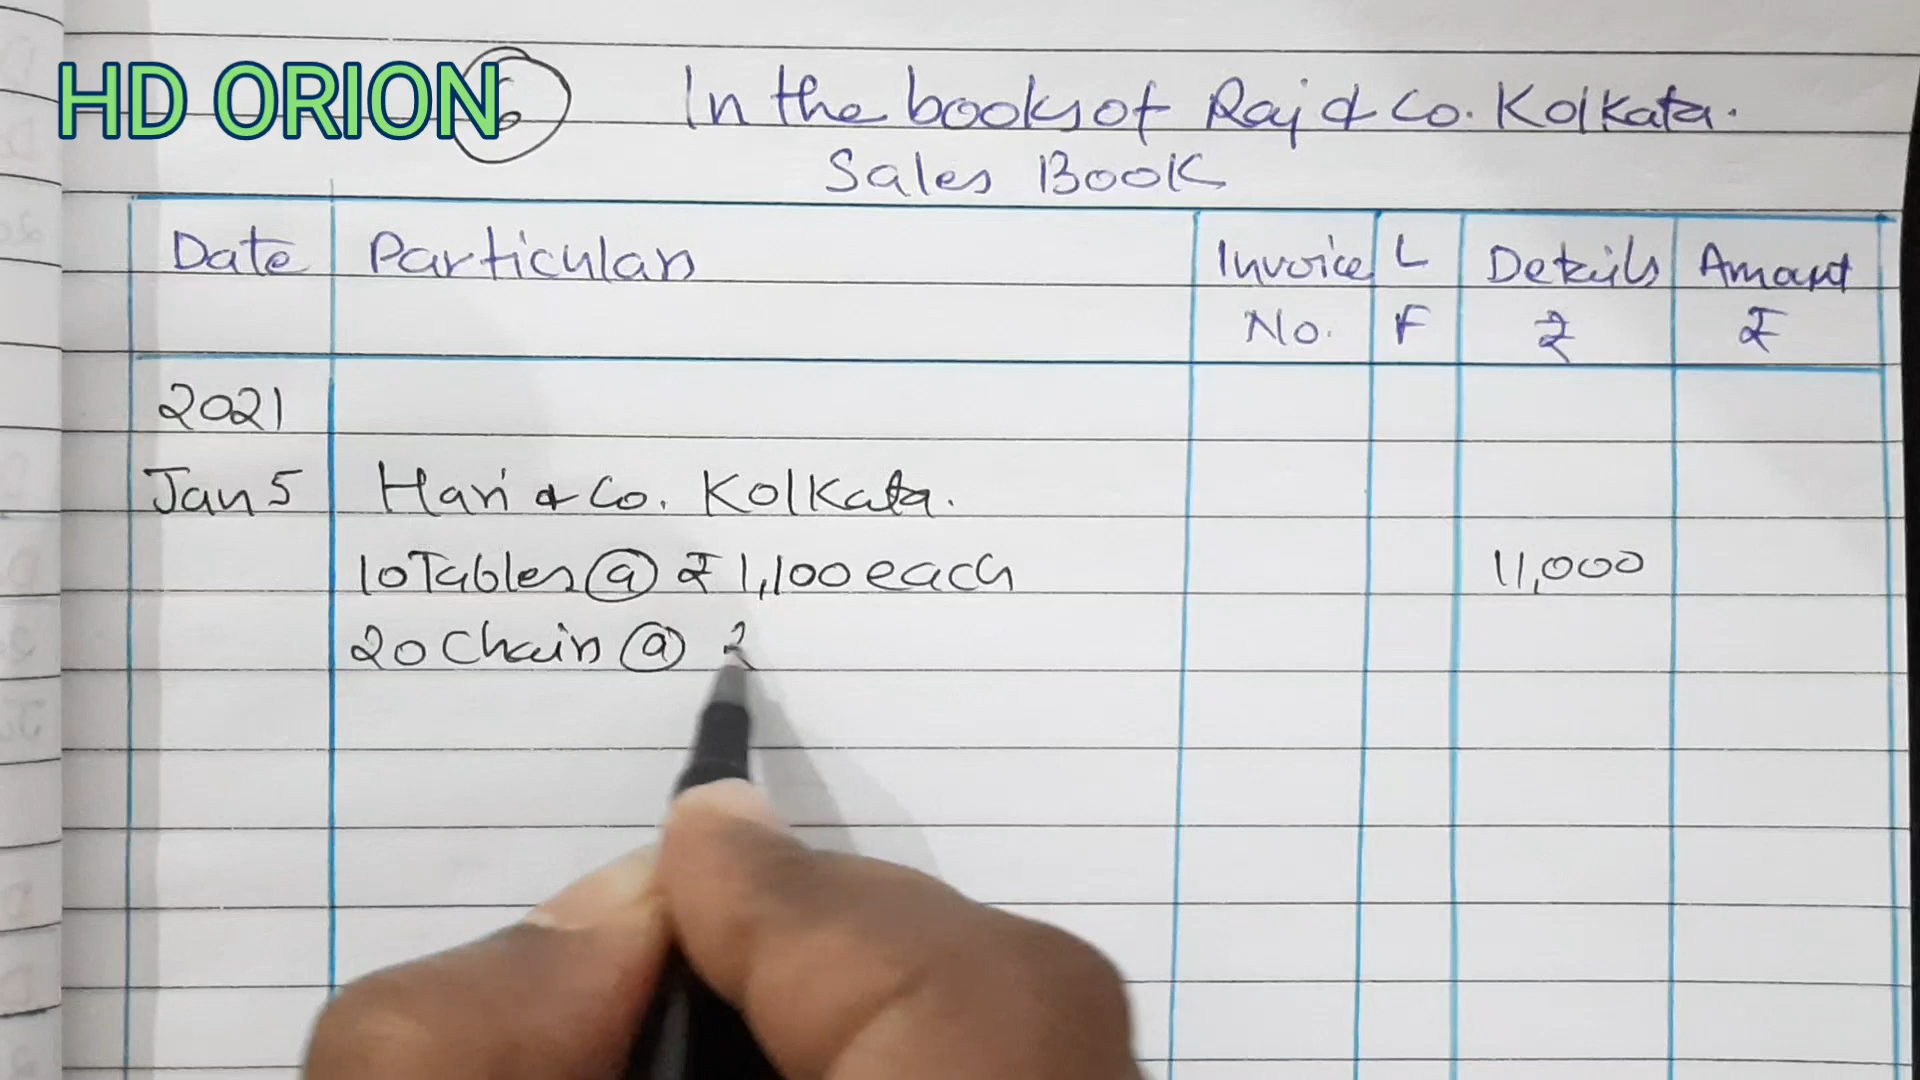 HD ORION 6 In the books of Raj & Co. Kolkata.
Sales Book
Date Particulars Invoice No. L F Details ₹ Amount ₹
2021
Jan 5 Hari & Co. Kolkata.
10 Tables @ ₹ 1,100 each 11,000
20 Chairs @